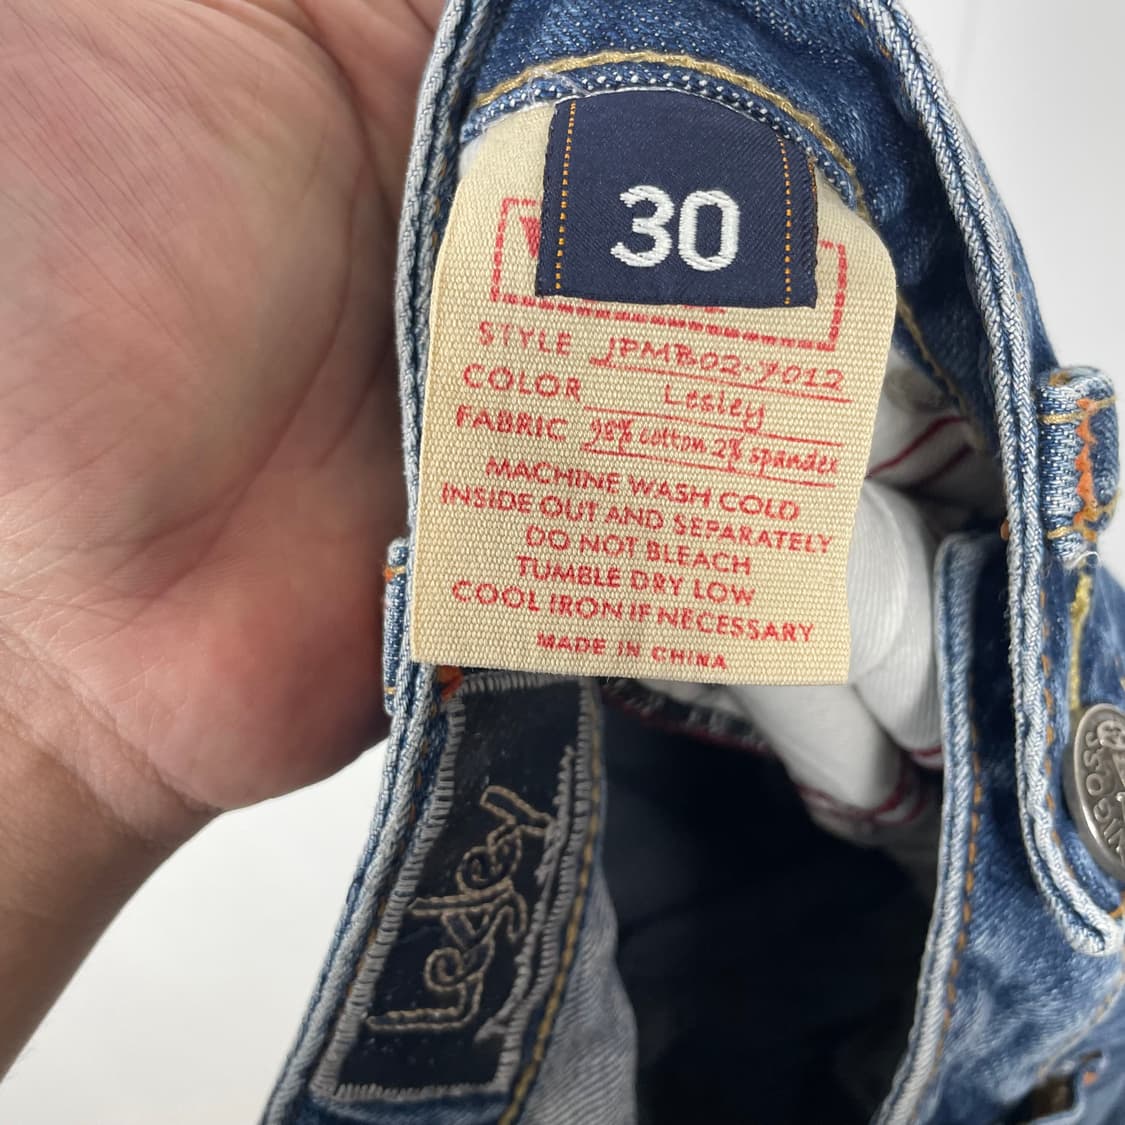 30
STYLE JPMB02-7012
COLOR Lesley
FABRIC 98% cotton 2% spandex
MACHINE WASH COLD
INSIDE OUT AND SEPARATELY
DO NOT BLEACH
TUMBLE DRY LOW
COOL IRON IF NECESSARY
MADE IN CHINA
Lesley